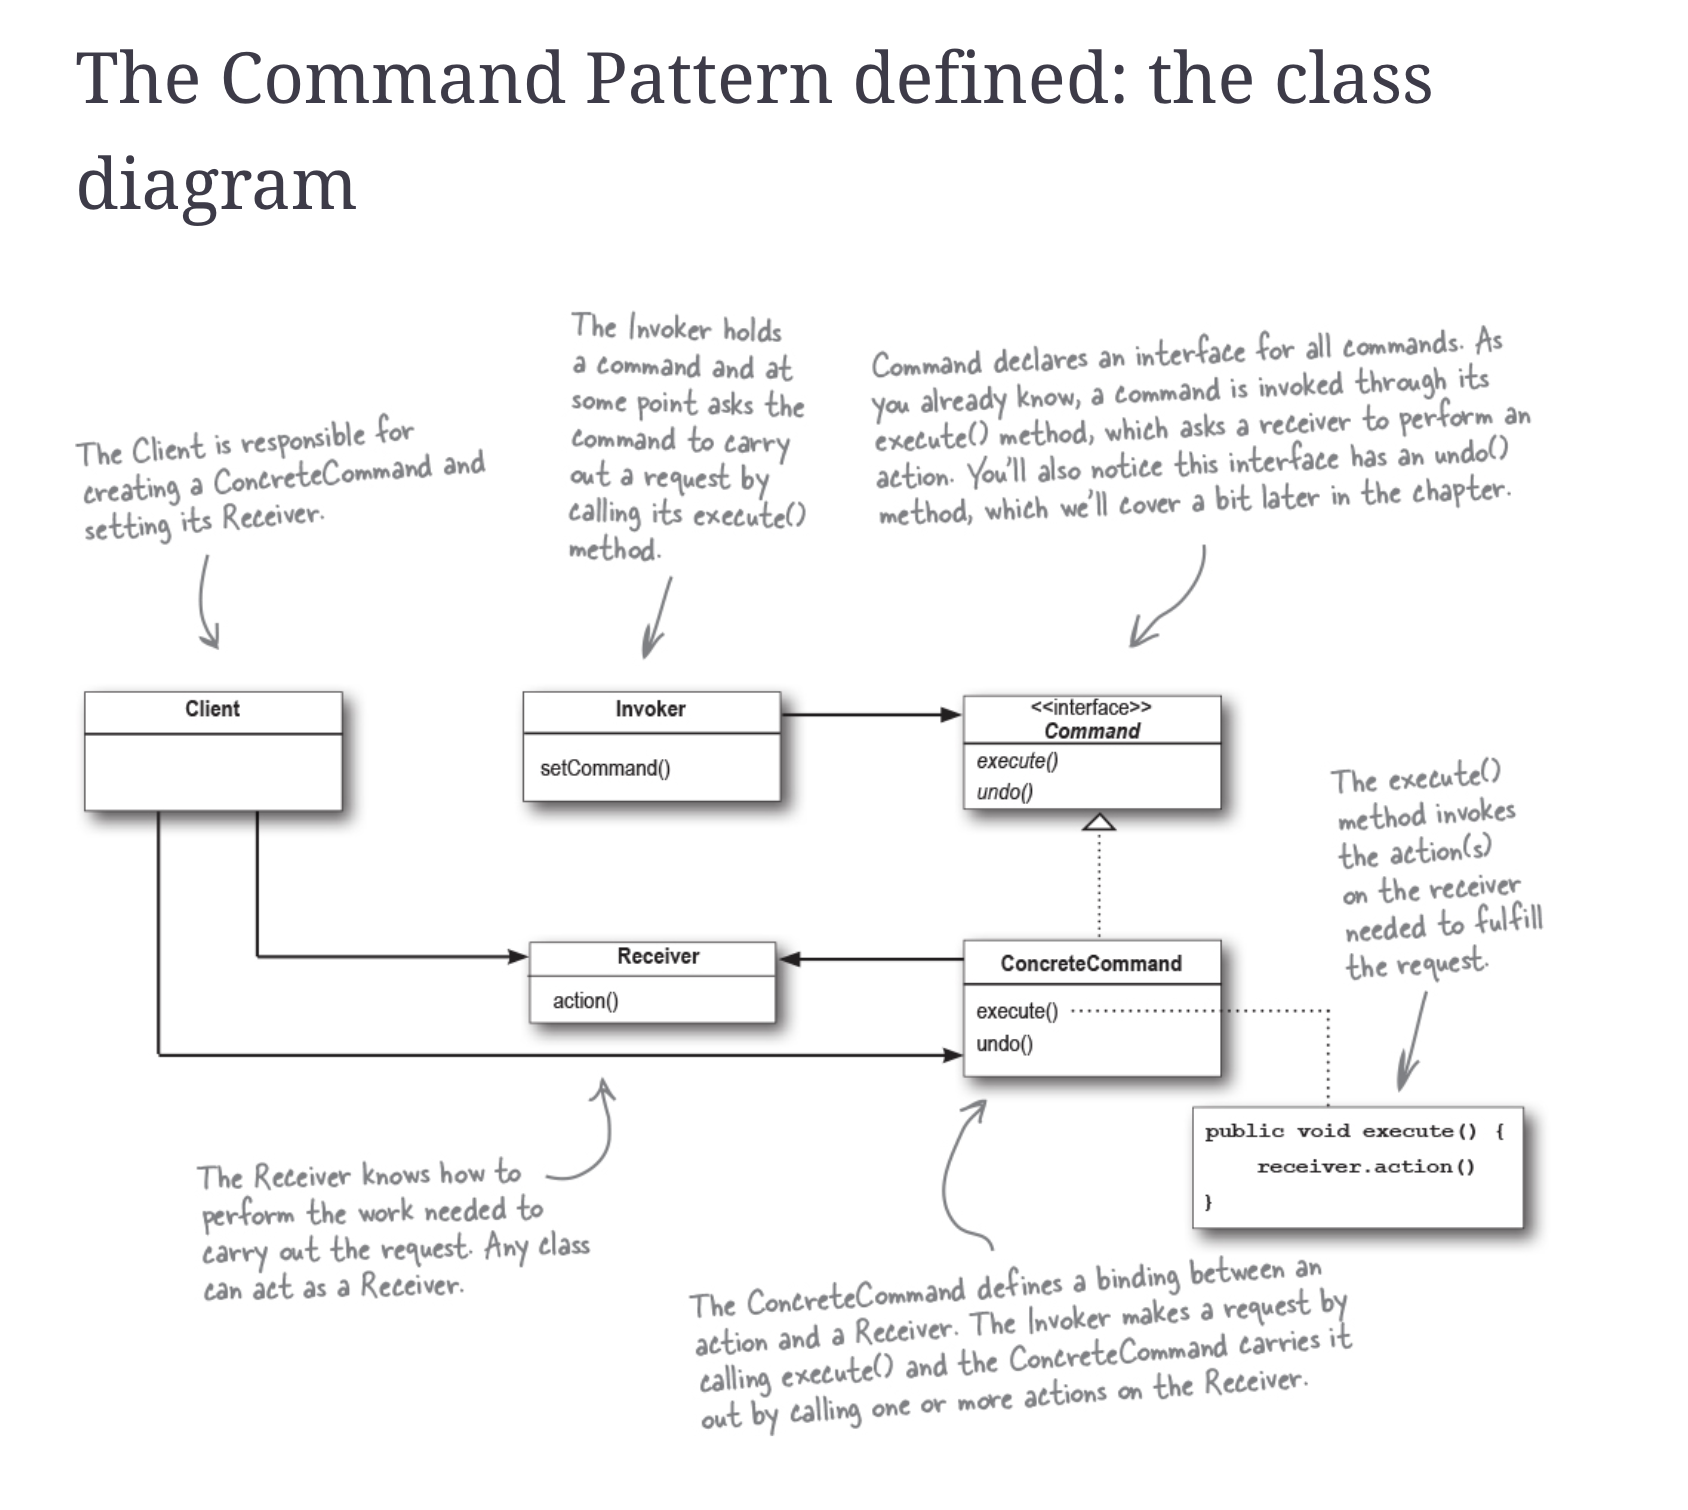 The Command Pattern defined: the class
diagram
The Client is responsible for
creating a ConcreteCommand and
setting its Receiver.
The Invoker holds
a command and at
some point asks the
command to carry
out a request by
calling its execute()
method.
Command declares an interface for all commands. As
you already know, a command is invoked through its
execute() method, which asks a receiver to perform an
action. You'll also notice this interface has an undo()
method, which we'll cover a bit later in the chapter.
Client
Invoker
setCommand()
<<interface>>
Command
execute()
undo()
The execute()
method invokes
the action(s)
on the receiver
needed to fulfill
the request.
Receiver
action()
ConcreteCommand
execute()
undo()
public void execute() {
receiver.action()
}
The Receiver knows how to
perform the work needed to
carry out the request. Any class
can act as a Receiver.
The ConcreteCommand defines a binding between an
action and a Receiver. The Invoker makes a request by
calling execute() and the ConcreteCommand carries it
out by calling one or more actions on the Receiver.